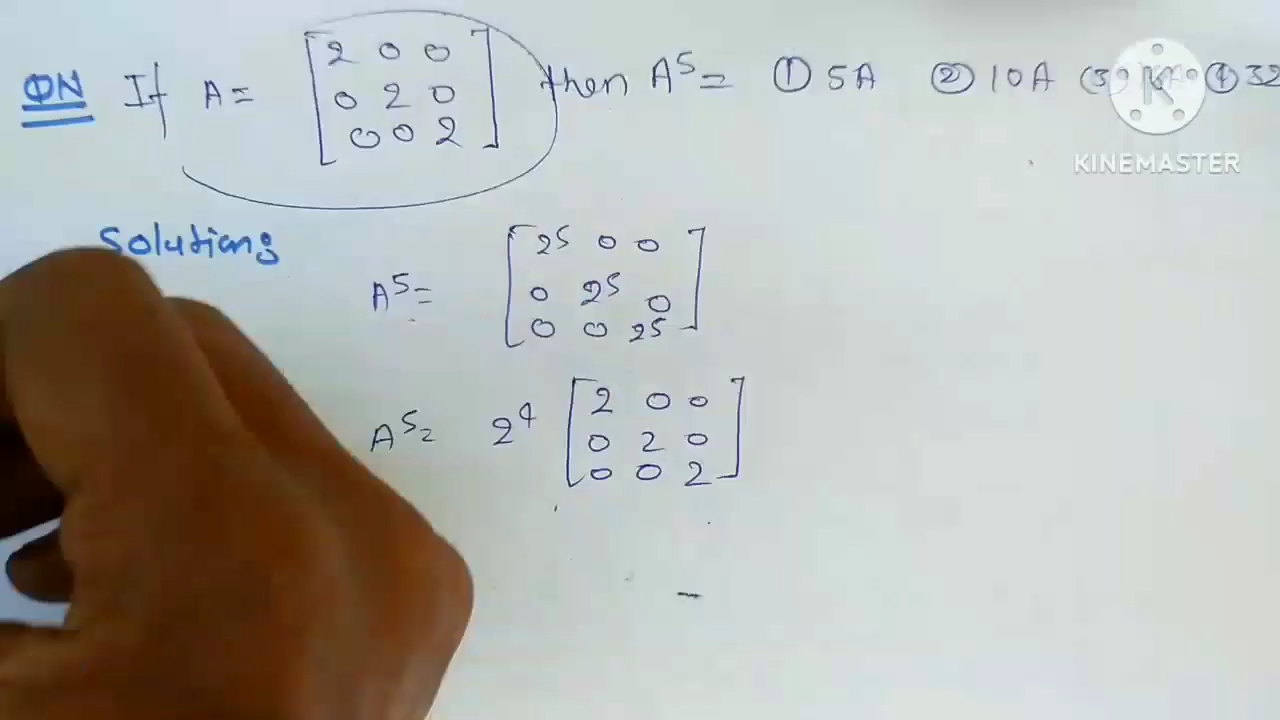 QN If A = [2 0 0 then A⁵ = ① 5A ② 10A (3) ④ 32
0 2 0
0 0 2]
KINEMASTER
Solution:
A⁵ = [2⁵ 0 0
0 2⁵ 0
0 0 2⁵]
A⁵ = 2⁴ [2 0 0
0 2 0
0 0 2]